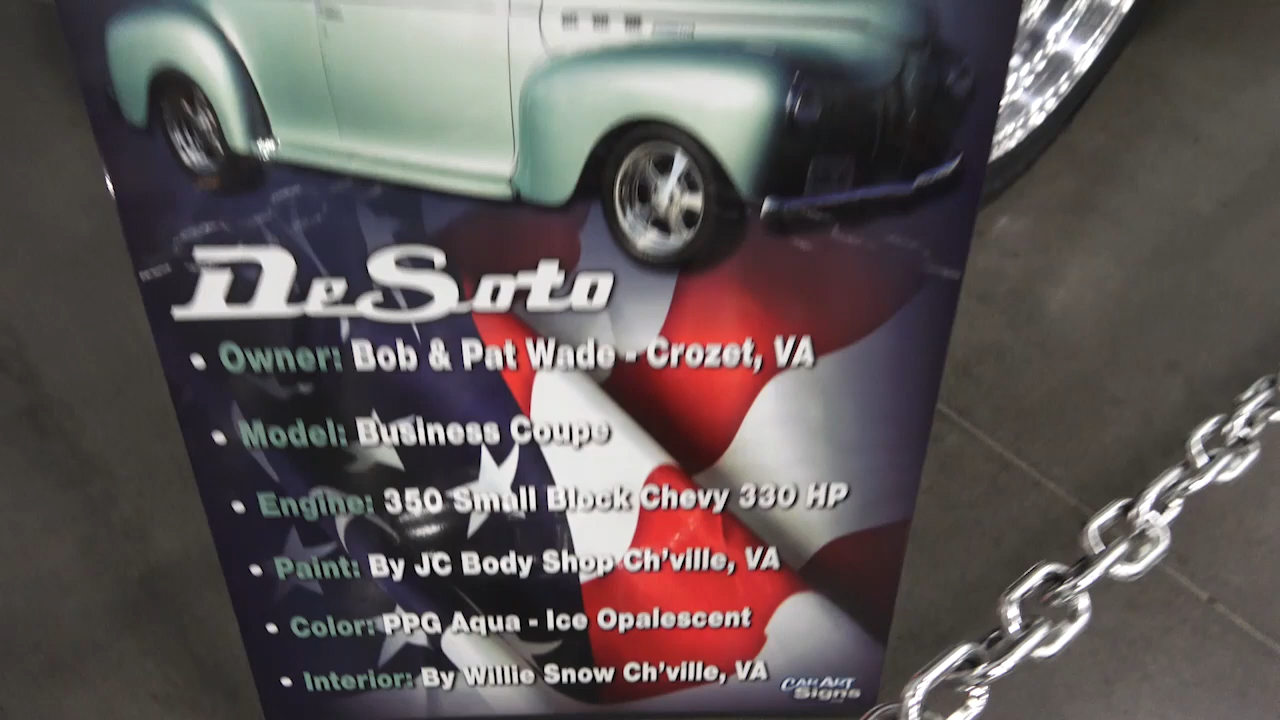 DeSoto
• Owner: Bob & Pat Wade - Crozet, VA
• Model: Business Coupe
• Engine: 350 Small Block Chevy 330 HP
• Paint: By JC Body Shop Ch'ville, VA
• Color: PPG Aqua - Ice Opalescent
• Interior: By Willie Snow Ch'ville, VA
Car Art
Signs